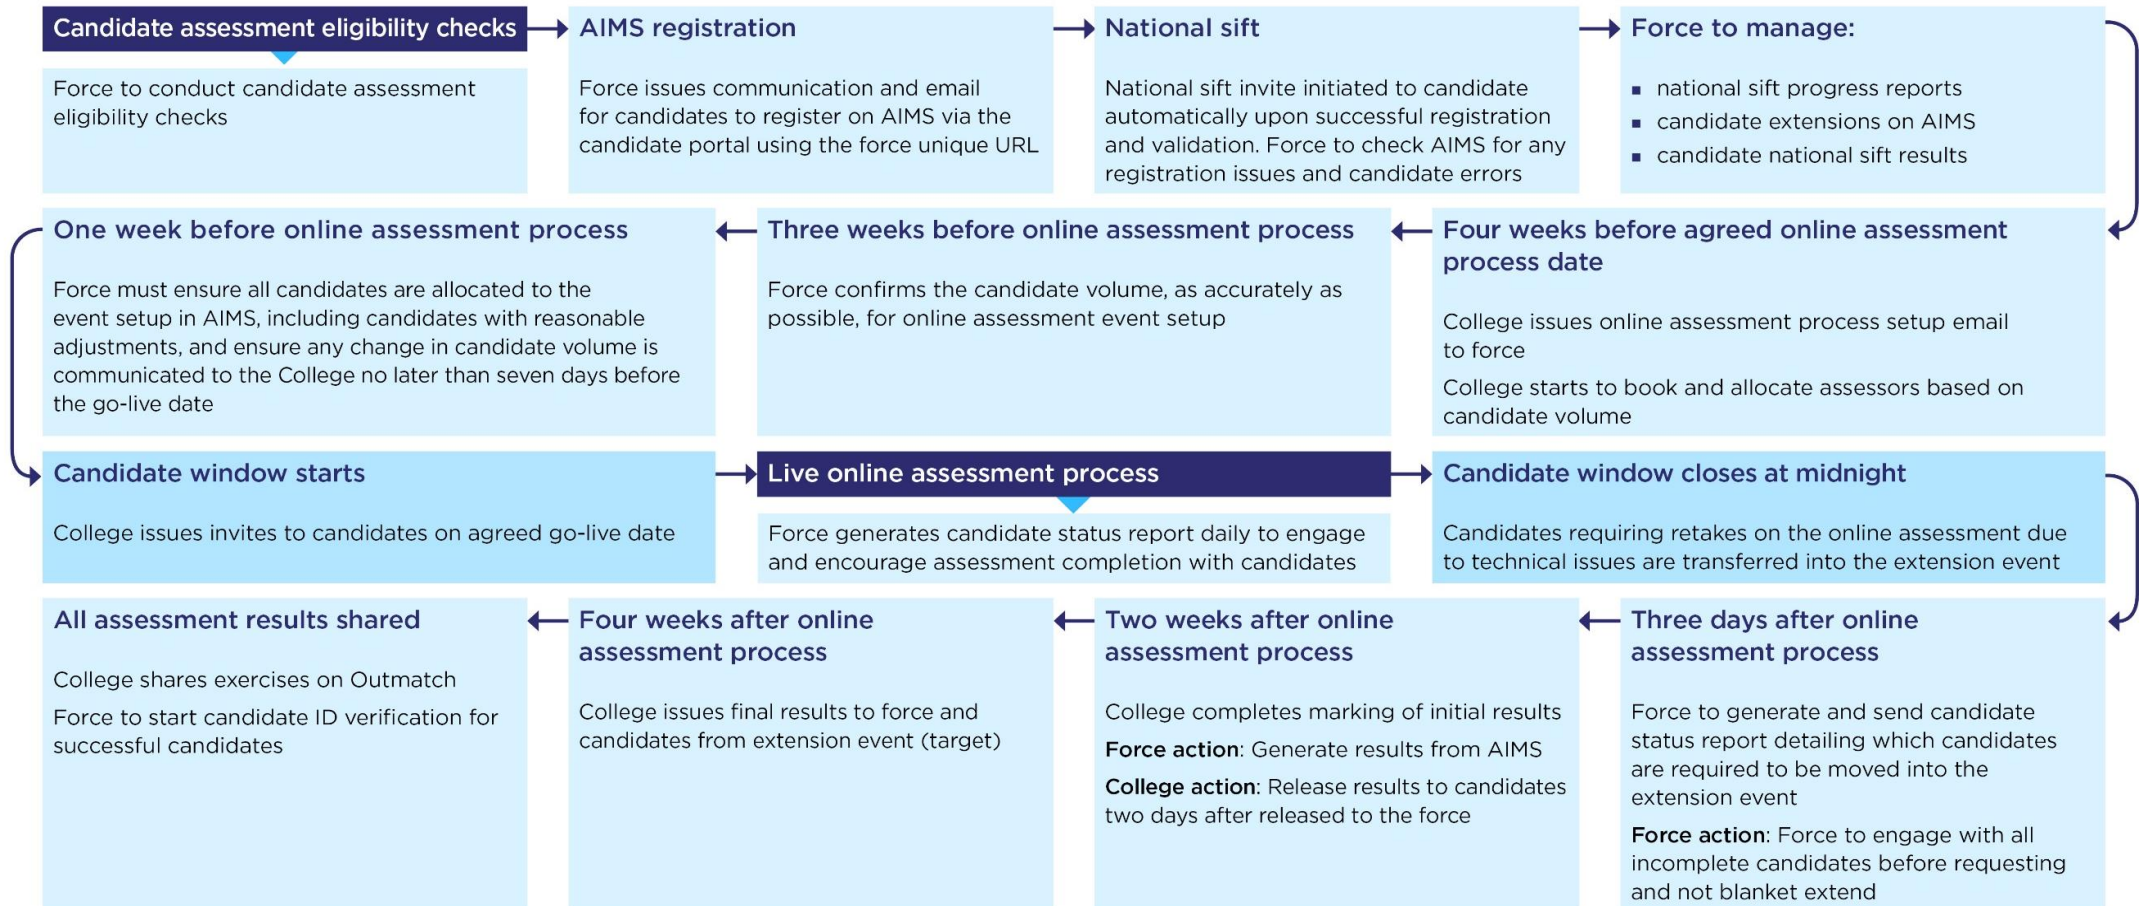 Candidate assessment eligibility checks
Force to conduct candidate assessment
eligibility checks
AIMS registration
Force issues communication and email
for candidates to register on AIMS via the
candidate portal using the force unique URL
National sift
National sift invite initiated to candidate
automatically upon successful registration
and validation. Force to check AIMS for any
registration issues and candidate errors
Force to manage:
▪ national sift progress reports
▪ candidate extensions on AIMS
▪ candidate national sift results
Four weeks before agreed online assessment
process date
College issues online assessment process setup email
to force
College starts to book and allocate assessors based on
candidate volume
Three weeks before online assessment process
Force confirms the candidate volume, as accurately as
possible, for online assessment event setup
One week before online assessment process
Force must ensure all candidates are allocated to the
event setup in AIMS, including candidates with reasonable
adjustments, and ensure any change in candidate volume is
communicated to the College no later than seven days before
the go-live date
Candidate window starts
College issues invites to candidates on agreed go-live date
Live online assessment process
Force generates candidate status report daily to engage
and encourage assessment completion with candidates
Candidate window closes at midnight
Candidates requiring retakes on the online assessment due
to technical issues are transferred into the extension event
Three days after online
assessment process
Force to generate and send candidate
status report detailing which candidates
are required to be moved into the
extension event
Force action: Force to engage with all
incomplete candidates before requesting
and not blanket extend
Two weeks after online
assessment process
College completes marking of initial results
Force action: Generate results from AIMS
College action: Release results to candidates
two days after released to the force
Four weeks after online
assessment process
College issues final results to force and
candidates from extension event (target)
All assessment results shared
College shares exercises on Outmatch
Force to start candidate ID verification for
successful candidates